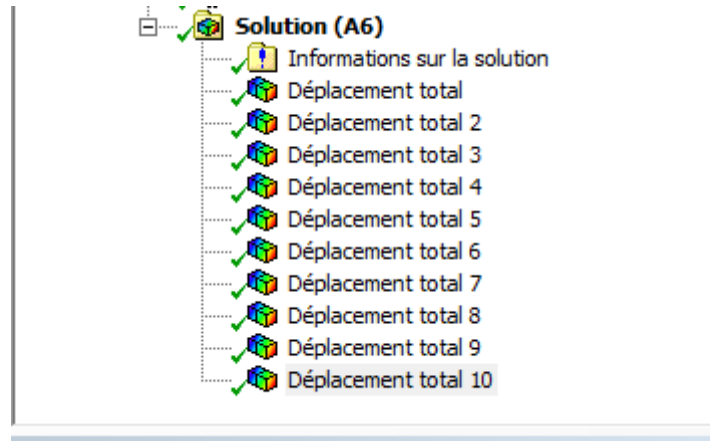 Solution (A6)
Informations sur la solution
Déplacement total
Déplacement total 2
Déplacement total 3
Déplacement total 4
Déplacement total 5
Déplacement total 6
Déplacement total 7
Déplacement total 8
Déplacement total 9
Déplacement total 10